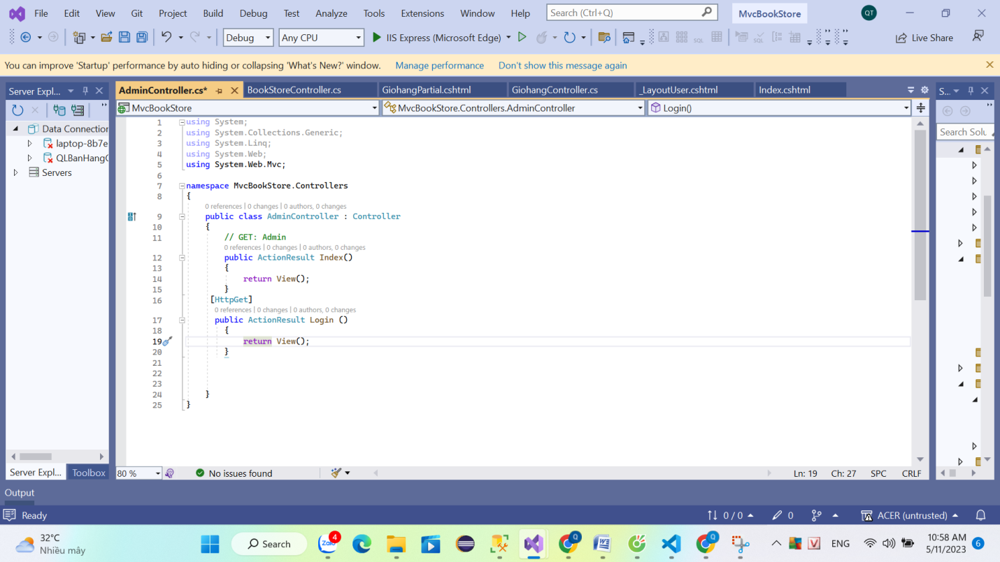 File Edit View Git Project Build Debug Test Analyze Tools Extensions Window Help Search (Ctrl+Q) MvcBookStore QT
Debug Any CPU IIS Express (Microsoft Edge) Live Share
You can improve 'Startup' performance by auto hiding or collapsing 'What's New?' window. Manage performance Don't show this message again
Server Expl... AdminController.cs* BookStoreController.cs GiohangPartial.cshtml GiohangController.cs _LayoutUser.cshtml Index.cshtml S...
MvcBookStore MvcBookStore.Controllers.AdminController Login()
Data Connection
laptop-8b7e
QLBanHangC
Servers
Search Solu
1 using System;
2 using System.Collections.Generic;
3 using System.Linq;
4 using System.Web;
5 using System.Web.Mvc;
6
7 namespace MvcBookStore.Controllers
8 {
0 references | 0 changes | 0 authors, 0 changes
9 public class AdminController : Controller
10 {
11 // GET: Admin
0 references | 0 changes | 0 authors, 0 changes
12 public ActionResult Index()
13 {
14 return View();
15 }
16 [HttpGet]
0 references | 0 changes | 0 authors, 0 changes
17 public ActionResult Login ()
18 {
19 return View();
20 }
21
22
23
24 }
25 }
Server Expl... Toolbox 80 % No issues found Ln: 19 Ch: 27 SPC CRLF
Output
Ready 0 / 0 0 ACER (untrusted)
32°C
Nhiều mây
Search Zalo 4 Q Q ENG
10:58 AM
5/11/2023
6